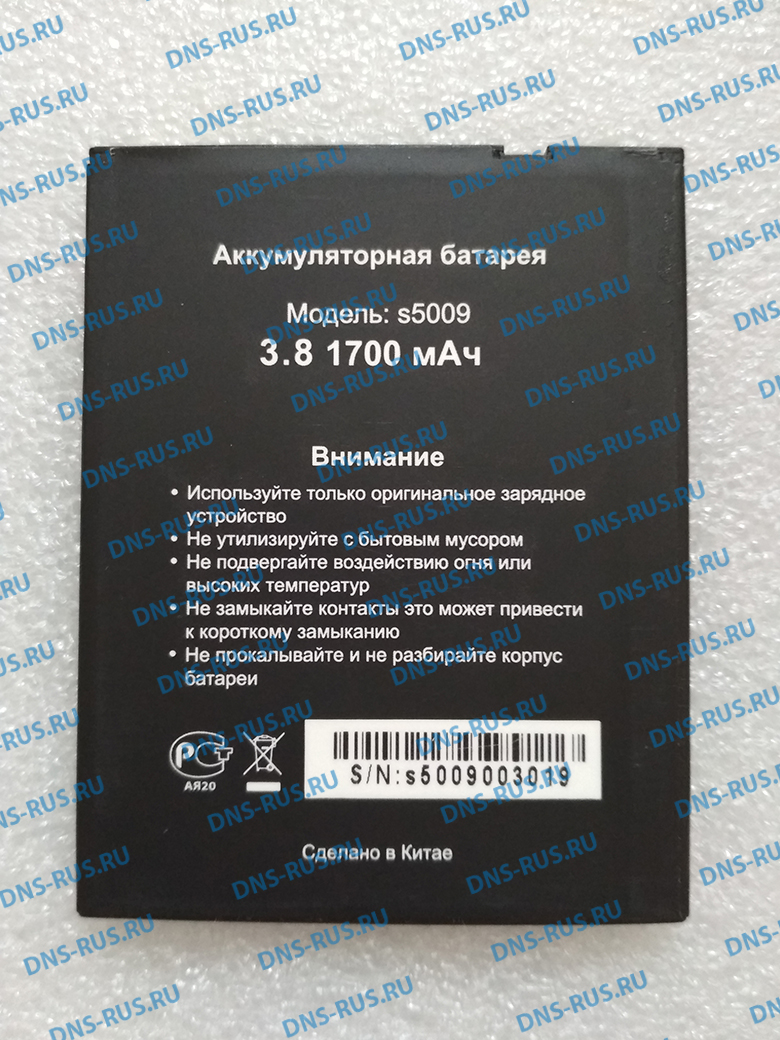 Аккумуляторная батарея
Модель: s5009
3.8 1700 мАч
Внимание
• Используйте только оригинальное зарядное
устройство
• Не утилизируйте с бытовым мусором
• Не подвергайте воздействию огня или
высоких температур
• Не замыкайте контакты это может привести
к короткому замыканию
• Не прокалывайте и не разбирайте корпус
батареи
РСТ
АЯ20
S/N:s5009003019
Сделано в Китае
DNS-RUS.RU